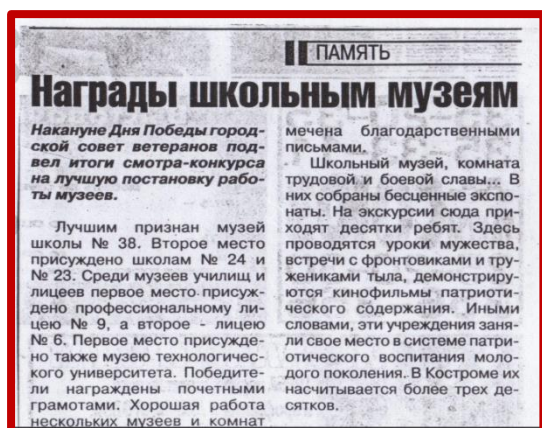 ПАМЯТЬ
Награды школьным музеям
Накануне Дня Победы город-
ской совет ветеранов под-
вел итоги смотра-конкурса
на лучшую постановку рабо-
ты музеев.
Лучшим признан музей
школы № 38. Второе место
присуждено школам № 24 и
№ 23. Среди музеев училищ и
лицеев первое место присуж-
дено профессиональному ли-
цею № 9, а второе - лицею
№ 6. Первое место присужде-
но также музею технологичес-
кого университета. Победите-
ли награждены почетными
грамотами. Хорошая работа
нескольких музеев и комнат
мечена благодарственными
письмами.
Школьный музей, комната
трудовой и боевой славы... В
них собраны бесценные экспо-
наты. На экскурсии сюда при-
ходят десятки ребят. Здесь
проводятся уроки мужества,
встречи с фронтовиками и тру-
жениками тыла, демонстриру-
ются кинофильмы патриоти-
ческого содержания. Иными
словами, эти учреждения заня-
ли свое место в системе патри-
отического воспитания моло-
дого поколения. В Костроме их
насчитывается более трех де-
сятков.